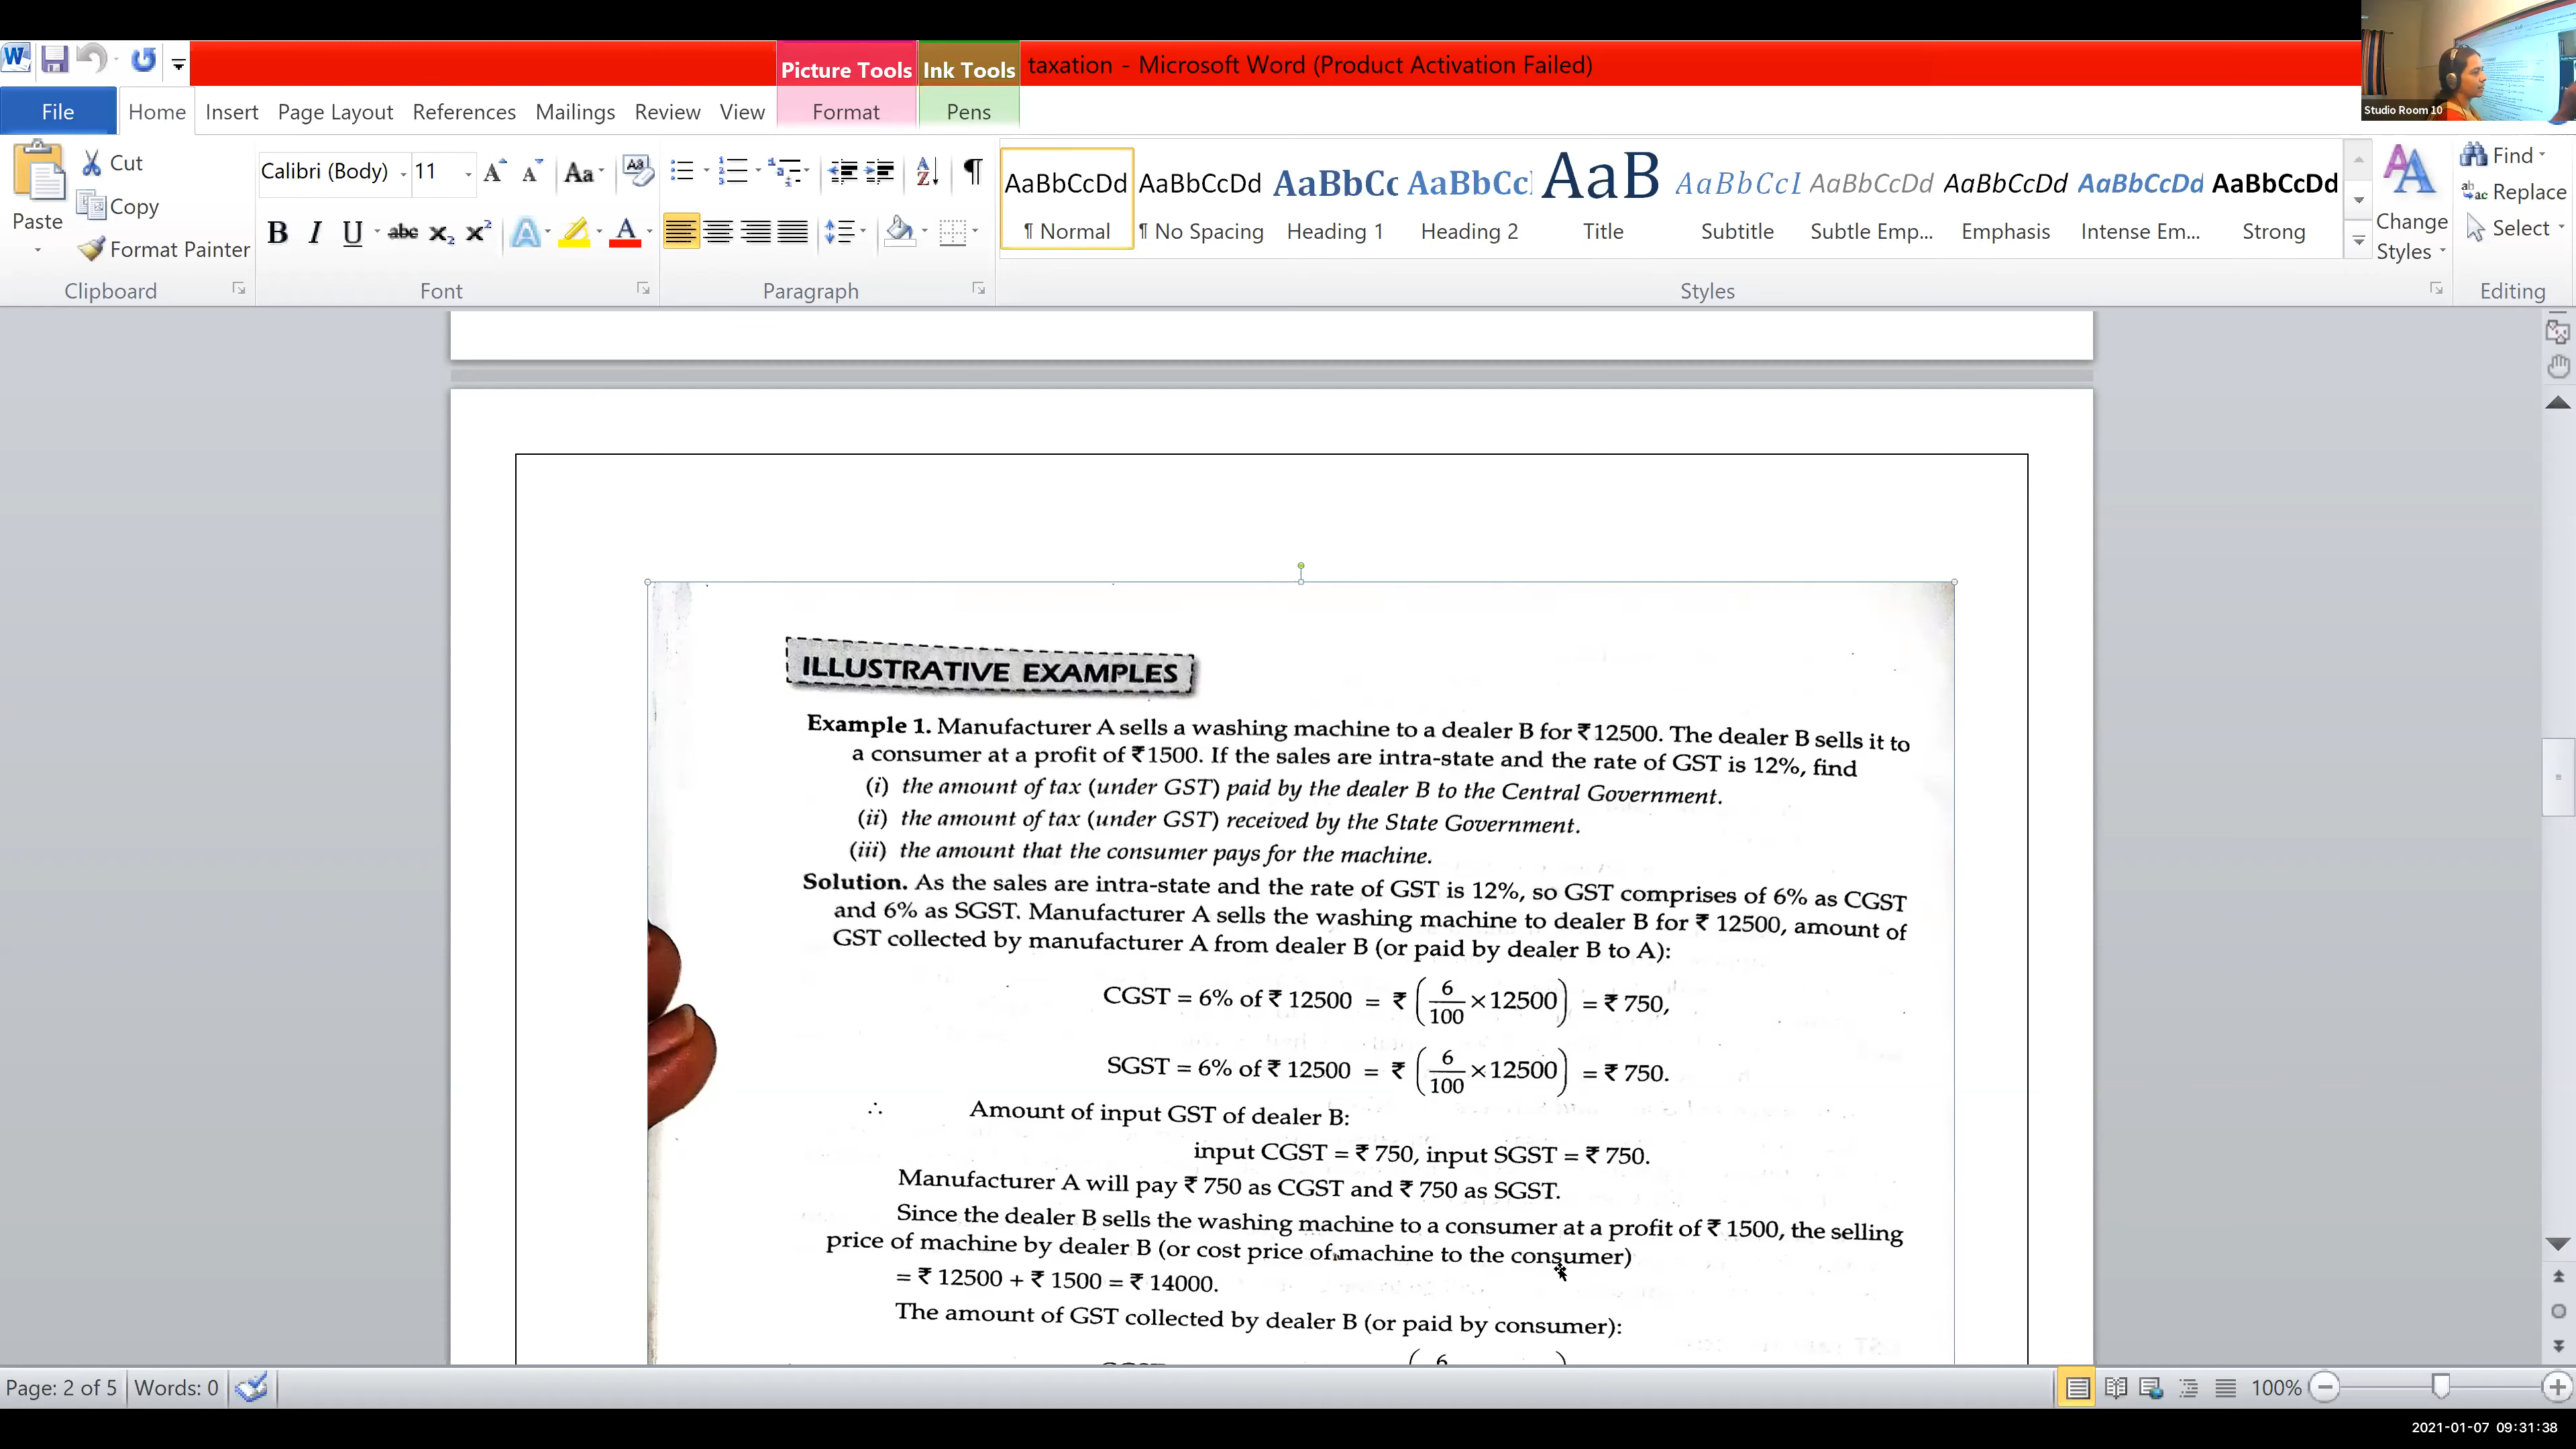 Studio Room 10
Picture Tools Ink Tools taxation - Microsoft Word (Product Activation Failed)
File Home Insert Page Layout References Mailings Review View Format Pens
Paste
Cut
Copy
Format Painter
Clipboard
Calibri (Body) 11
Font
Paragraph
AaBbCcDd AaBbCcDd AaBbCc AaBbCc AaB AaBbCcI AaBbCcDd AaBbCcDd AaBbCcDd AaBbCcDd
¶ Normal ¶ No Spacing Heading 1 Heading 2 Title Subtitle Subtle Emp... Emphasis Intense Em... Strong
Styles
Change
Styles
Find
Replace
Select
Editing
ILLUSTRATIVE EXAMPLES
Example 1. Manufacturer A sells a washing machine to a dealer B for ₹ 12500. The dealer B sells it to
a consumer at a profit of ₹ 1500. If the sales are intra-state and the rate of GST is 12%, find
(i) the amount of tax (under GST) paid by the dealer B to the Central Government.
(ii) the amount of tax (under GST) received by the State Government.
(iii) the amount that the consumer pays for the machine.
Solution. As the sales are intra-state and the rate of GST is 12%, so GST comprises of 6% as CGST
and 6% as SGST. Manufacturer A sells the washing machine to dealer B for ₹ 12500, amount of
GST collected by manufacturer A from dealer B (or paid by dealer B to A):
CGST = 6% of ₹ 12500 = ₹ (6/100 × 12500) = ₹ 750,
SGST = 6% of ₹ 12500 = ₹ (6/100 × 12500) = ₹ 750.
∴ Amount of input GST of dealer B:
input CGST = ₹ 750, input SGST = ₹ 750.
Manufacturer A will pay ₹ 750 as CGST and ₹ 750 as SGST.
Since the dealer B sells the washing machine to a consumer at a profit of ₹ 1500, the selling
price of machine by dealer B (or cost price of machine to the consumer)
= ₹ 12500 + ₹ 1500 = ₹ 14000.
The amount of GST collected by dealer B (or paid by consumer):
6
Page: 2 of 5 Words: 0 100%
2021-01-07 09:31:38